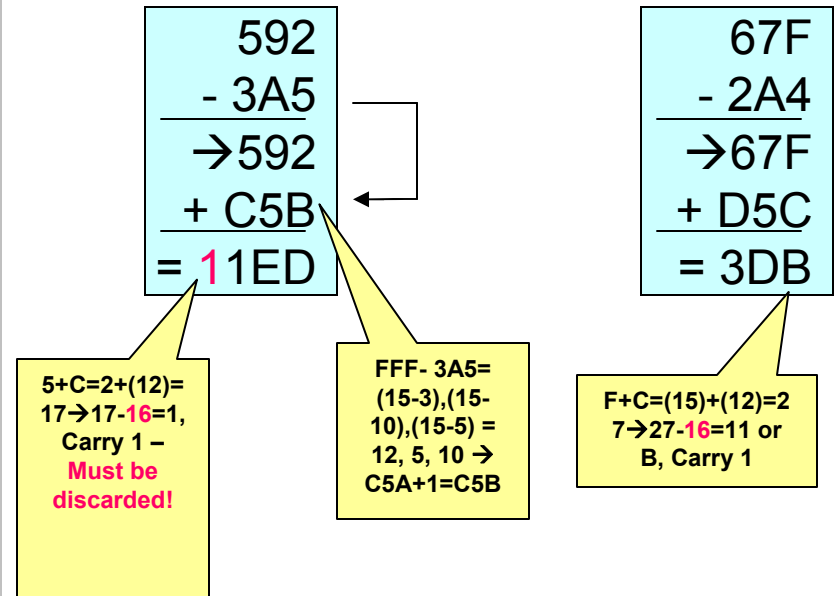 592
- 3A5
→592
+ C5B
= 11ED
67F
- 2A4
→67F
+ D5C
= 3DB
5+C=2+(12)=
17→17-16=1,
Carry 1 –
Must be
discarded!
FFF- 3A5=
(15-3),(15-
10),(15-5) =
12, 5, 10 →
C5A+1=C5B
F+C=(15)+(12)=2
7→27-16=11 or
B, Carry 1